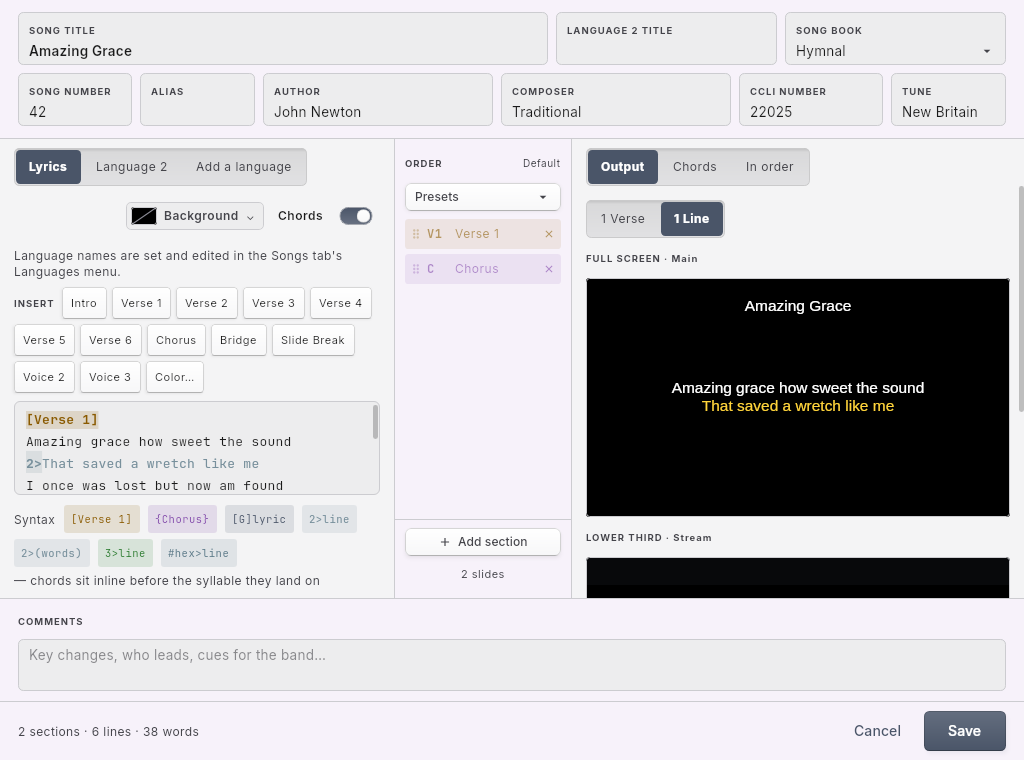 SONG TITLE
Amazing Grace
LANGUAGE 2 TITLE
SONG BOOK
Hymnal
SONG NUMBER
42
ALIAS
AUTHOR
John Newton
COMPOSER
Traditional
CCLI NUMBER
22025
TUNE
New Britain
Lyrics Language 2 Add a language
Background Chords
Language names are set and edited in the Songs tab's
Languages menu.
INSERT Intro Verse 1 Verse 2 Verse 3 Verse 4
Verse 5 Verse 6 Chorus Bridge Slide Break
Voice 2 Voice 3 Color...
[Verse 1]
Amazing grace how sweet the sound
2>That saved a wretch like me
I once was lost but now am found
Syntax [Verse 1] {Chorus} [G]lyric 2>line
2>(words) 3>line #hex>line
— chords sit inline before the syllable they land on
ORDER Default
Presets
V1 Verse 1 ×
C Chorus ×
+ Add section
2 slides
Output Chords In order
1 Verse 1 Line
FULL SCREEN · Main
Amazing Grace
Amazing grace how sweet the sound
That saved a wretch like me
LOWER THIRD · Stream
COMMENTS
Key changes, who leads, cues for the band...
2 sections · 6 lines · 38 words
Cancel Save